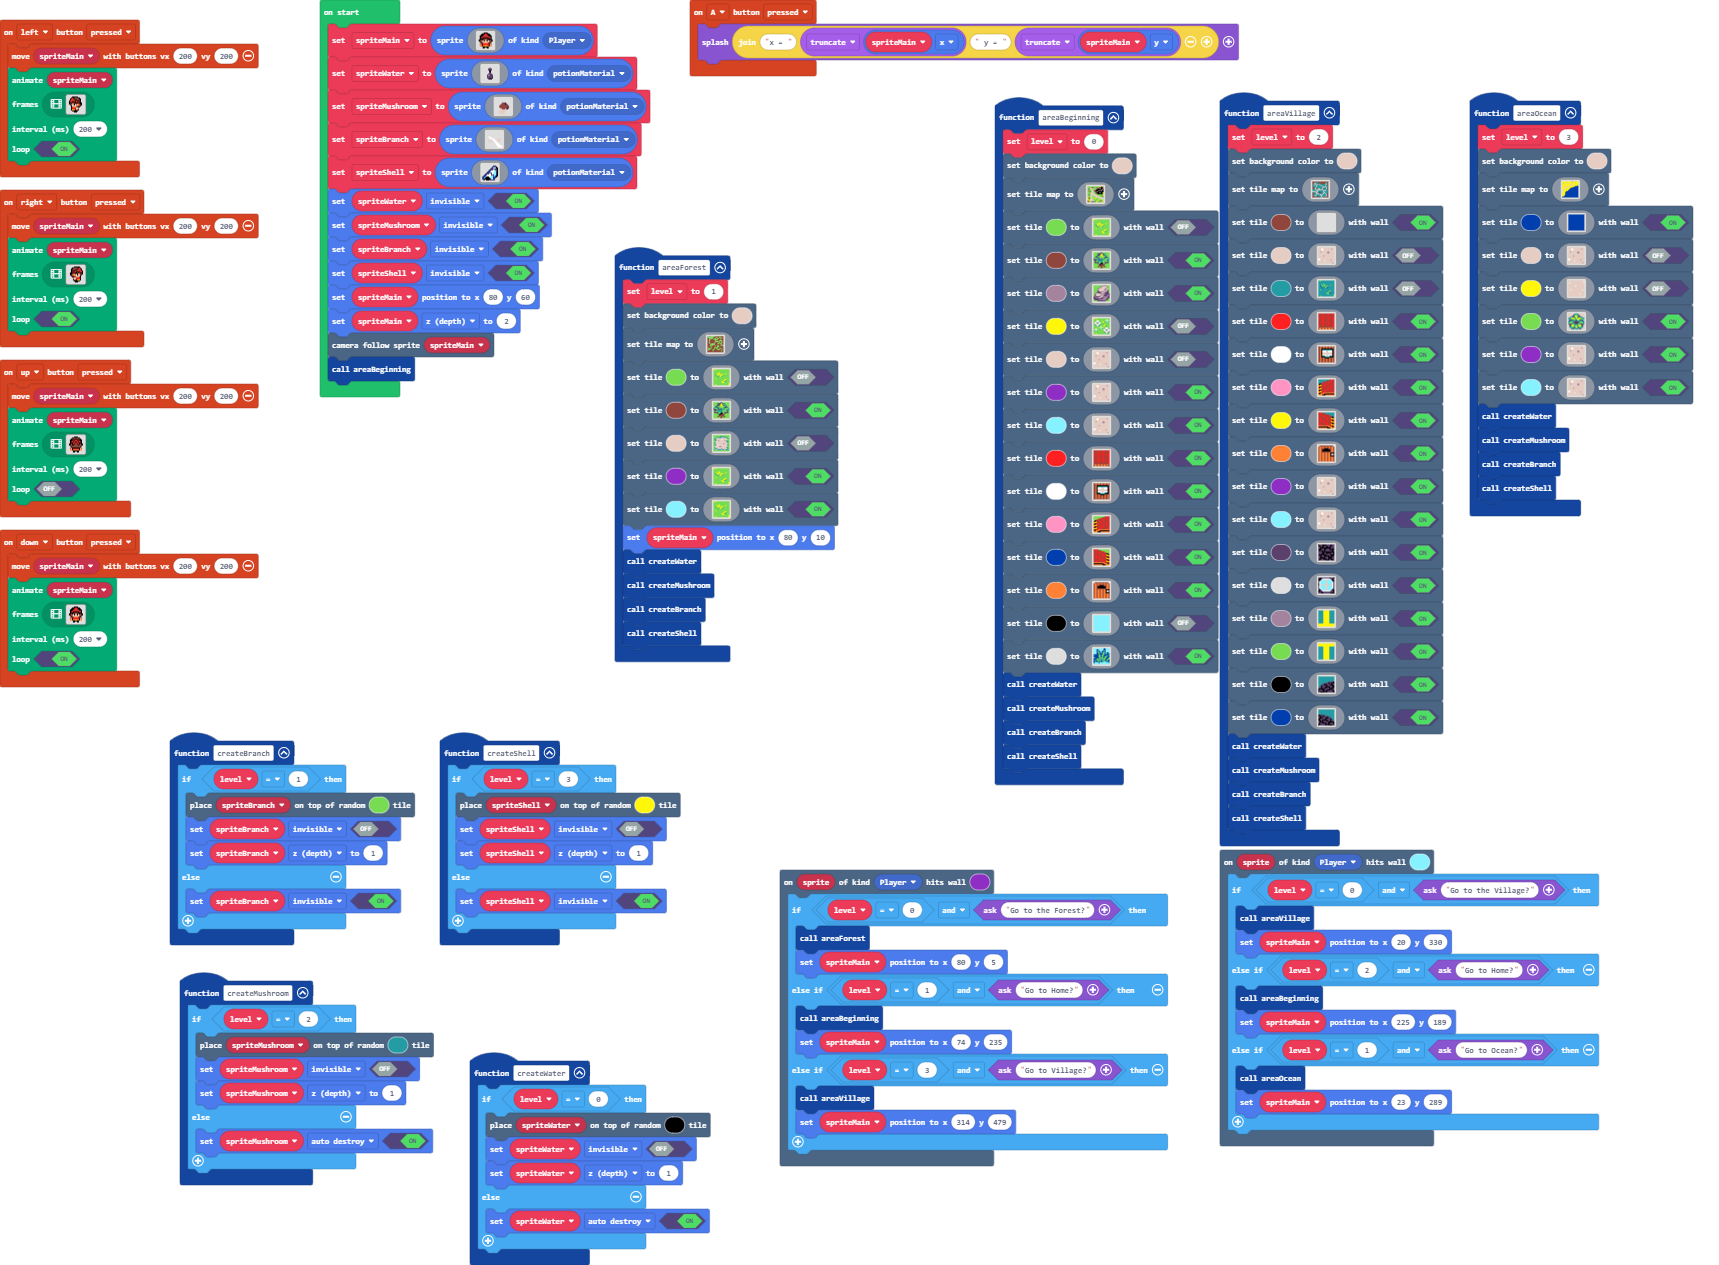 on left button pressed
move spriteMain with buttons vx 200 vy 200
animate spriteMain
frames
interval (ms) 200
loop ON
on right button pressed
move spriteMain with buttons vx 200 vy 200
animate spriteMain
frames
interval (ms) 200
loop ON
on up button pressed
move spriteMain with buttons vx 200 vy 200
animate spriteMain
frames
interval (ms) 200
loop OFF
on down button pressed
move spriteMain with buttons vx 200 vy 200
animate spriteMain
frames
interval (ms) 200
loop ON
on start
set spriteMain to sprite of kind Player
set spriteWater to sprite of kind potionMaterial
set spriteMushroom to sprite of kind potionMaterial
set spriteBranch to sprite of kind potionMaterial
set spriteShell to sprite of kind potionMaterial
set spriteWater invisible ON
set spriteMushroom invisible ON
set spriteBranch invisible ON
set spriteShell invisible ON
set spriteMain position to x 80 y 60
set spriteMain z (depth) to 2
camera follow sprite spriteMain
call areaBeginning
on A button pressed
splash join "x = " truncate spriteMain x " y = " truncate spriteMain y
function areaForest
set level to 1
set background color to
set tile map to
set tile to with wall OFF
set tile to with wall ON
set tile to with wall OFF
set tile to with wall ON
set tile to with wall ON
set spriteMain position to x 80 y 10
call createWater
call createMushroom
call createBranch
call createShell
function areaBeginning
set level to 0
set background color to
set tile map to
set tile to with wall OFF
set tile to with wall ON
set tile to with wall ON
set tile to with wall OFF
set tile to with wall OFF
set tile to with wall ON
set tile to with wall ON
set tile to with wall ON
set tile to with wall ON
set tile to with wall ON
set tile to with wall ON
set tile to with wall ON
set tile to with wall OFF
set tile to with wall ON
call createWater
call createMushroom
call createBranch
call createShell
function areaVillage
set level to 2
set background color to
set tile map to
set tile to with wall ON
set tile to with wall OFF
set tile to with wall OFF
set tile to with wall ON
set tile to with wall ON
set tile to with wall ON
set tile to with wall ON
set tile to with wall ON
set tile to with wall ON
set tile to with wall ON
set tile to with wall ON
set tile to with wall ON
set tile to with wall ON
set tile to with wall ON
set tile to with wall ON
set tile to with wall ON
call createWater
call createMushroom
call createBranch
call createShell
function areaOcean
set level to 3
set background color to
set tile map to
set tile to with wall ON
set tile to with wall OFF
set tile to with wall OFF
set tile to with wall ON
set tile to with wall ON
set tile to with wall ON
call createWater
call createMushroom
call createBranch
call createShell
function createBranch
if level = 1 then
place spriteBranch on top of random tile
set spriteBranch invisible OFF
set spriteBranch z (depth) to 1
else
set spriteBranch invisible ON
function createShell
if level = 3 then
place spriteShell on top of random tile
set spriteShell invisible OFF
set spriteShell z (depth) to 1
else
set spriteShell invisible ON
function createMushroom
if level = 2 then
place spriteMushroom on top of random tile
set spriteMushroom invisible OFF
set spriteMushroom z (depth) to 1
else
set spriteMushroom auto destroy ON
function createWater
if level = 0 then
place spriteWater on top of random tile
set spriteWater invisible OFF
set spriteWater z (depth) to 1
else
set spriteWater auto destroy ON
on sprite of kind Player hits wall
if level = 0 and ask "Go to the Forest?" then
call areaForest
set spriteMain position to x 80 y 5
else if level = 1 and ask "Go to Home?" then
call areaBeginning
set spriteMain position to x 74 y 235
else if level = 3 and ask "Go to Village?" then
call areaVillage
set spriteMain position to x 314 y 479
on sprite of kind Player hits wall
if level = 0 and ask "Go to the Village?" then
call areaVillage
set spriteMain position to x 20 y 330
else if level = 2 and ask "Go to Home?" then
call areaBeginning
set spriteMain position to x 225 y 189
else if level = 1 and ask "Go to Ocean?" then
call areaOcean
set spriteMain position to x 23 y 289